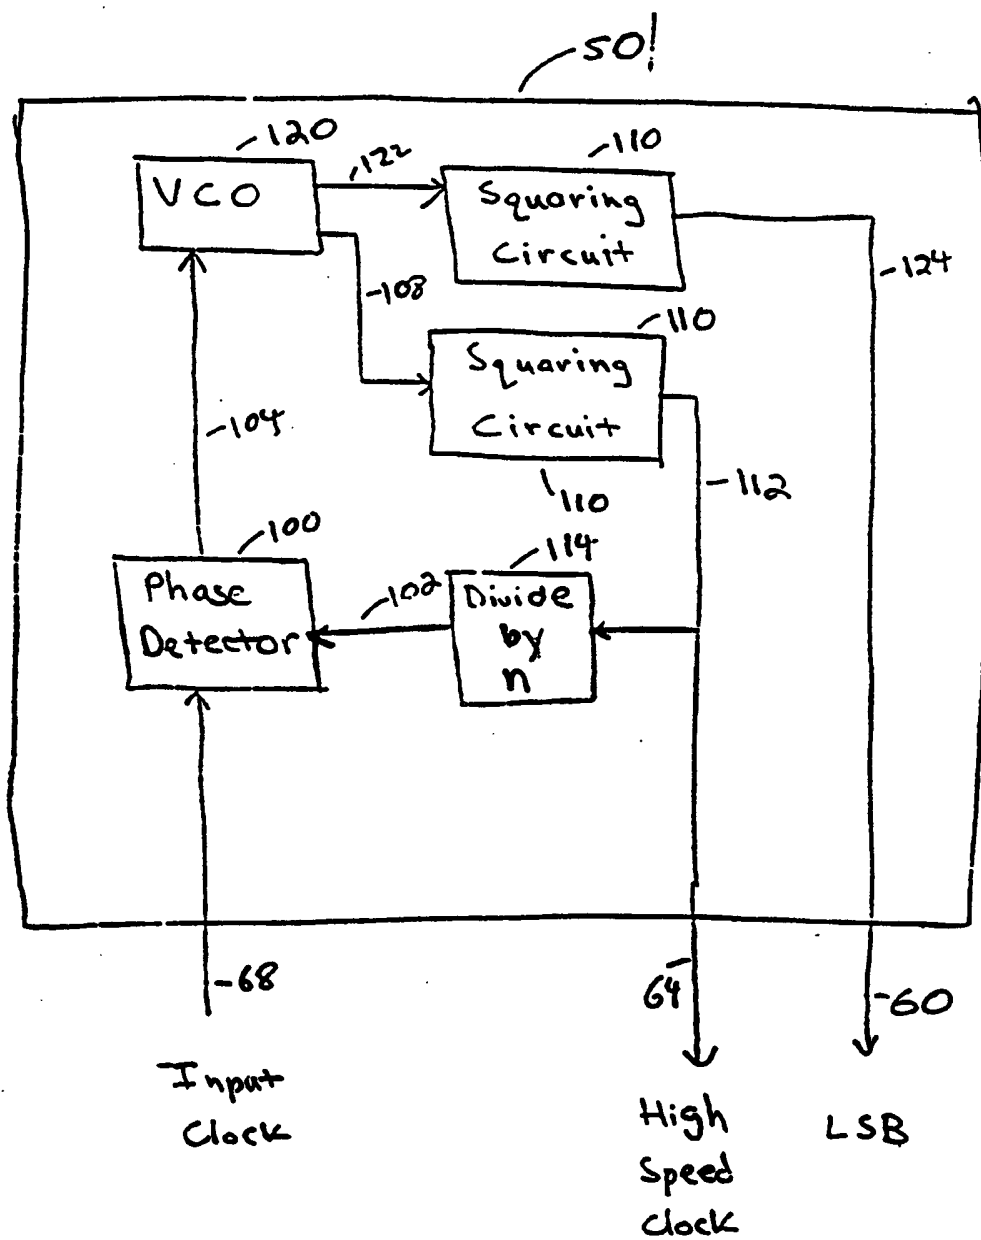 50!
120
122
110
VCO
Squaring
Circuit
124
108
110
Squaring
Circuit
104
112
110
100
114
Phase
Detector
102
Divide
by
n
68
64
60
Input
Clock
High
Speed
Clock
LSB